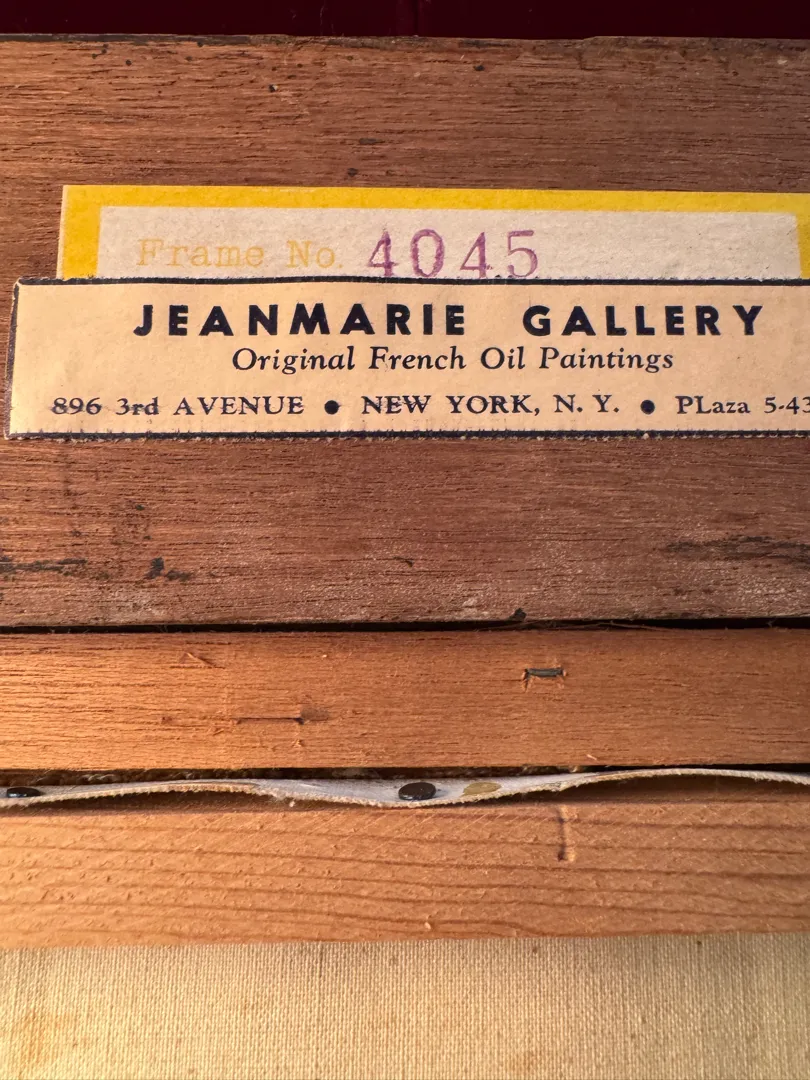 Frame No. 4045
JEANMARIE GALLERY
Original French Oil Paintings
896 3rd AVENUE ● NEW YORK, N. Y. ● PLaza 5-43